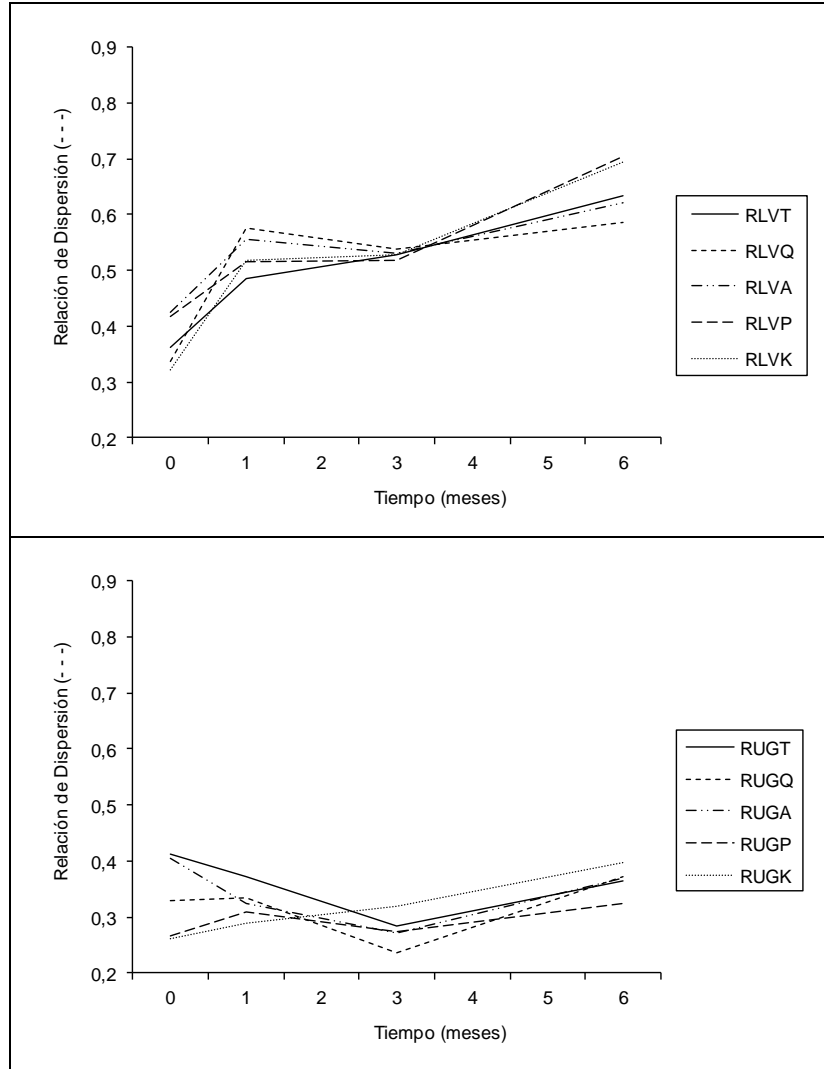 0,9
0,8
0,7
0,6
0,5
0,4
0,3
0,2
Relación de Dispersión (- - -)
0 1 2 3 4 5 6
Tiempo (meses)
RLVT
RLVQ
RLVA
RLVP
RLVK
0,9
0,8
0,7
0,6
0,5
0,4
0,3
0,2
Relación de Dispersión (- - -)
0 1 2 3 4 5 6
Tiempo (meses)
RUGT
RUGQ
RUGA
RUGP
RUGK